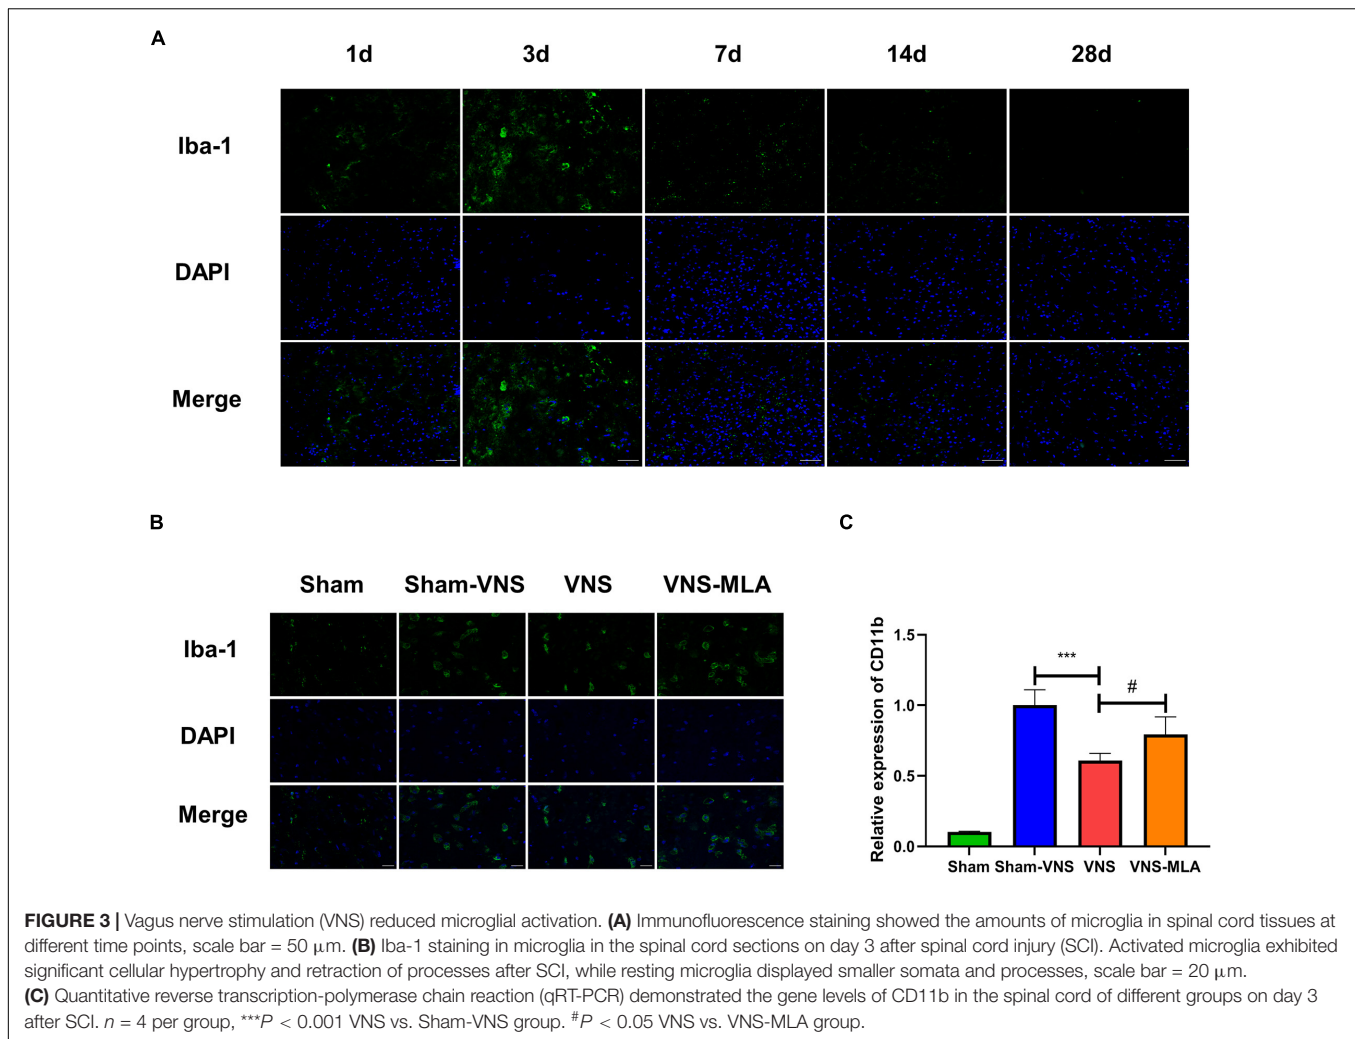 A
1d 3d 7d 14d 28d
Iba-1
DAPI
Merge
B
Sham Sham-VNS VNS VNS-MLA
Iba-1
DAPI
Merge
C
Relative expression of CD11b
1.5
1.0
0.5
0.0
***
#
Sham Sham-VNS VNS VNS-MLA
FIGURE 3 | Vagus nerve stimulation (VNS) reduced microglial activation. (A) Immunofluorescence staining showed the amounts of microglia in spinal cord tissues at
different time points, scale bar = 50 μm. (B) Iba-1 staining in microglia in the spinal cord sections on day 3 after spinal cord injury (SCI). Activated microglia exhibited
significant cellular hypertrophy and retraction of processes after SCI, while resting microglia displayed smaller somata and processes, scale bar = 20 μm.
(C) Quantitative reverse transcription-polymerase chain reaction (qRT-PCR) demonstrated the gene levels of CD11b in the spinal cord of different groups on day 3
after SCI. n = 4 per group, ***P < 0.001 VNS vs. Sham-VNS group. #P < 0.05 VNS vs. VNS-MLA group.